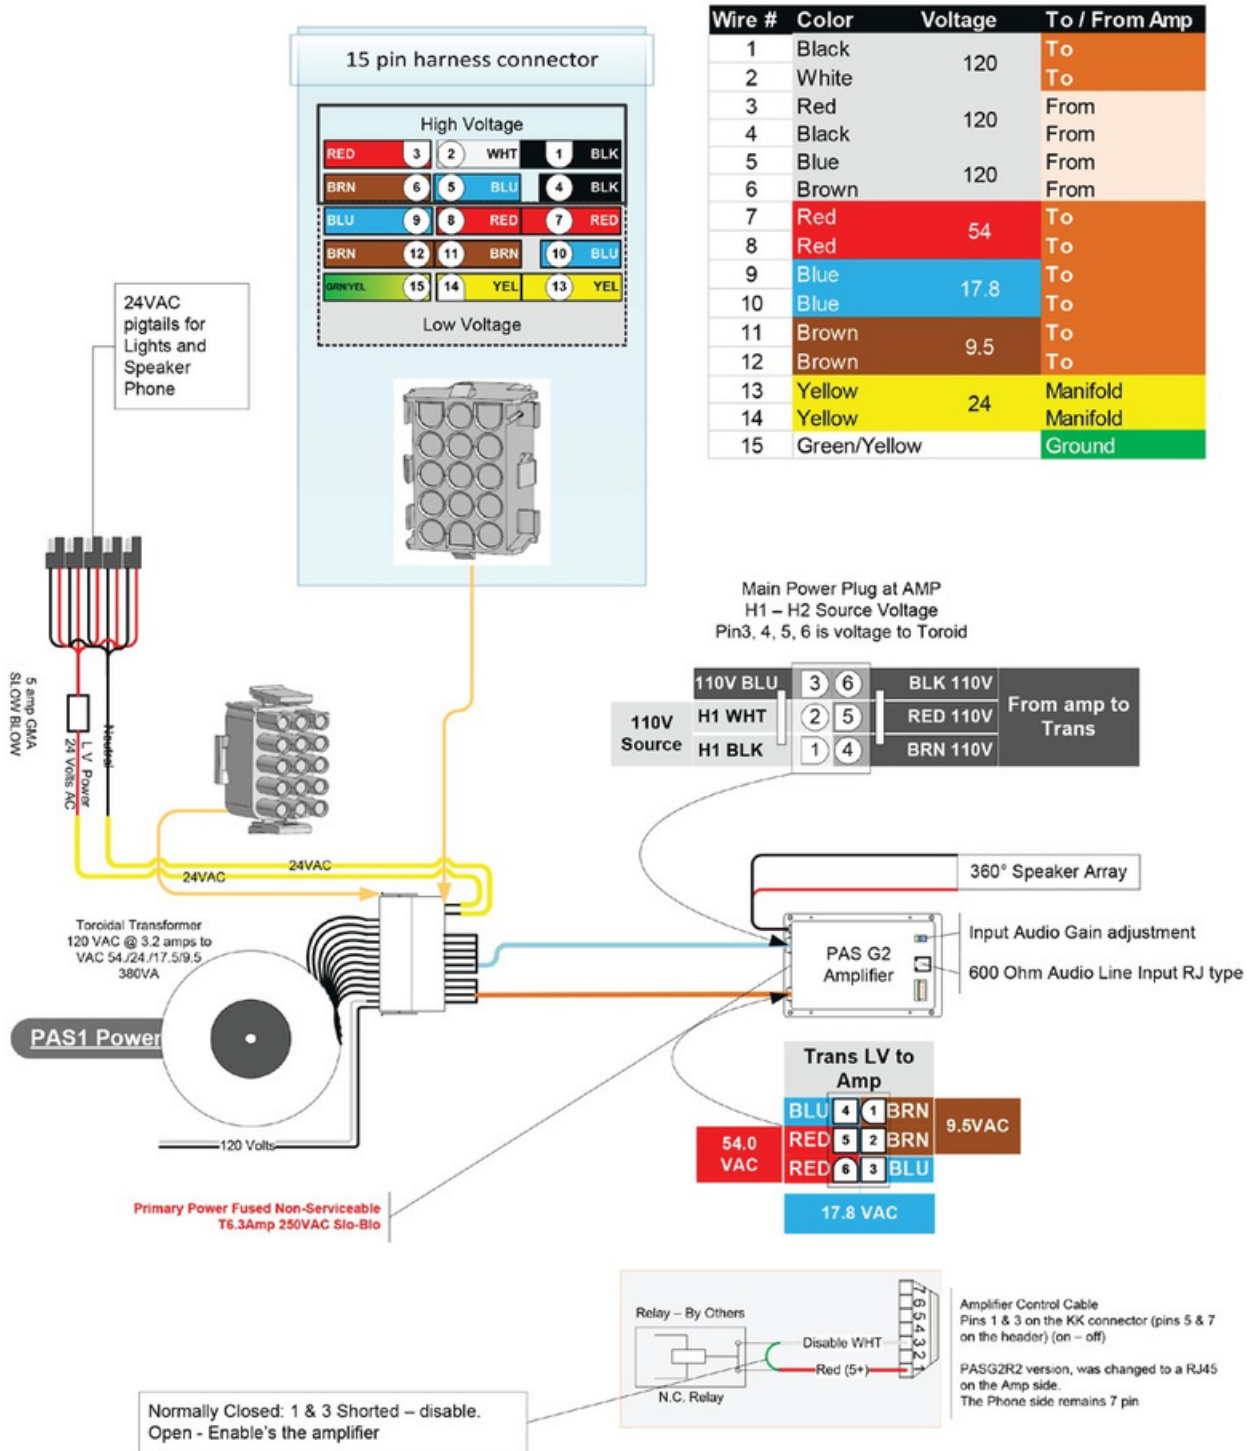 15 pin harness connector
High Voltage
RED 3 2 WHT 1 BLK
BRN 6 5 BLU 4 BLK
BLU 9 8 RED 7 RED
BRN 12 11 BRN 10 BLU
GRN/YEL 15 14 YEL 13 YEL
Low Voltage
Wire # Color Voltage To / From Amp
1 Black To
120
2 White To
3 Red From
120
4 Black From
5 Blue From
120
6 Brown From
7 Red To
54
8 Red To
9 Blue To
17.8
10 Blue To
11 Brown To
9.5
12 Brown To
13 Yellow Manifold
24
14 Yellow Manifold
15 Green/Yellow Ground
24VAC
pigtails for
Lights and
Speaker
Phone
5 amp GMA
SLOW BLOW
L V Power
24 Volts AC
Neutral
24VAC
24VAC
Main Power Plug at AMP
H1 – H2 Source Voltage
Pin3, 4, 5, 6 is voltage to Toroid
110V BLU 3 6 BLK 110V
H1 WHT 2 5 RED 110V
H1 BLK 1 4 BRN 110V
110V
Source
From amp to
Trans
360° Speaker Array
Input Audio Gain adjustment
600 Ohm Audio Line Input RJ type
PAS G2
Amplifier
Toroidal Transformer
120 VAC @ 3.2 amps to
VAC 54./24./17.5/9.5
380VA
PAS1 Power
120 Volts
Primary Power Fused Non-Serviceable
T6.3Amp 250VAC Slo-Blo
Trans LV to
Amp
BLU 4 1 BRN
RED 5 2 BRN
RED 6 3 BLU
54.0
VAC
9.5VAC
17.8 VAC
Relay – By Others
N.C. Relay
Disable WHT
Red (5+)
7
6
5
4
3
2
1
Amplifier Control Cable
Pins 1 & 3 on the KK connector (pins 5 & 7
on the header) (on – off)
PASG2R2 version, was changed to a RJ45
on the Amp side.
The Phone side remains 7 pin
Normally Closed: 1 & 3 Shorted – disable.
Open - Enable's the amplifier